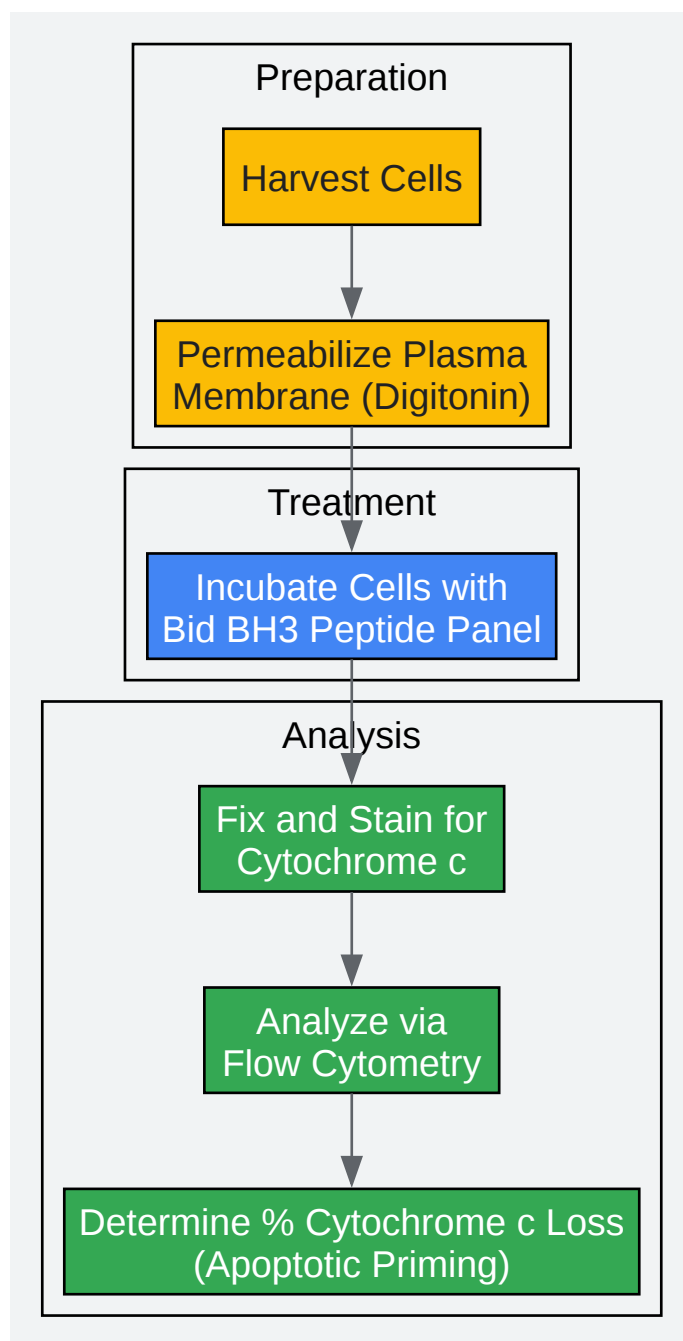 Preparation
Harvest Cells
Permeabilize Plasma
Membrane (Digitonin)
Treatment
Incubate Cells with
Bid BH3 Peptide Panel
Analysis
Fix and Stain for
Cytochrome c
Analyze via
Flow Cytometry
Determine % Cytochrome c Loss
(Apoptotic Priming)